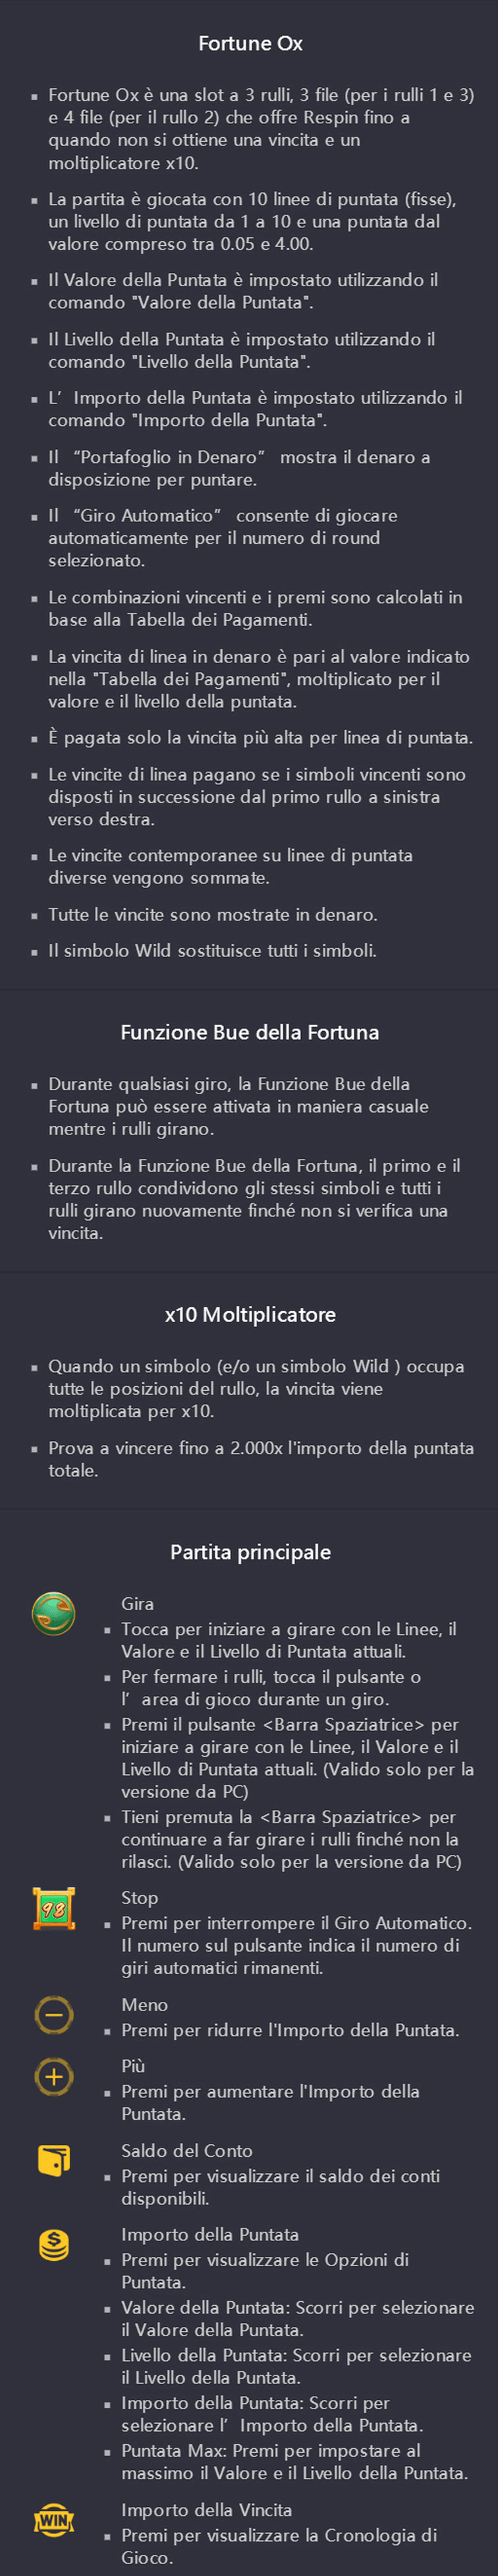 Fortune Ox
▪ Fortune Ox è una slot a 3 rulli, 3 file (per i rulli 1 e 3)
e 4 file (per il rullo 2) che offre Respin fino a
quando non si ottiene una vincita e un
moltiplicatore x10.
▪ La partita è giocata con 10 linee di puntata (fisse),
un livello di puntata da 1 a 10 e una puntata dal
valore compreso tra 0.05 e 4.00.
▪ Il Valore della Puntata è impostato utilizzando il
comando "Valore della Puntata".
▪ Il Livello della Puntata è impostato utilizzando il
comando "Livello della Puntata".
▪ L’ Importo della Puntata è impostato utilizzando il
comando "Importo della Puntata".
▪ Il “Portafoglio in Denaro” mostra il denaro a
disposizione per puntare.
▪ Il “Giro Automatico” consente di giocare
automaticamente per il numero di round
selezionato.
▪ Le combinazioni vincenti e i premi sono calcolati in
base alla Tabella dei Pagamenti.
▪ La vincita di linea in denaro è pari al valore indicato
nella "Tabella dei Pagamenti", moltiplicato per il
valore e il livello della puntata.
▪ È pagata solo la vincita più alta per linea di puntata.
▪ Le vincite di linea pagano se i simboli vincenti sono
disposti in successione dal primo rullo a sinistra
verso destra.
▪ Le vincite contemporanee su linee di puntata
diverse vengono sommate.
▪ Tutte le vincite sono mostrate in denaro.
▪ Il simbolo Wild sostituisce tutti i simboli.
Funzione Bue della Fortuna
▪ Durante qualsiasi giro, la Funzione Bue della
Fortuna può essere attivata in maniera casuale
mentre i rulli girano.
▪ Durante la Funzione Bue della Fortuna, il primo e il
terzo rullo condividono gli stessi simboli e tutti i
rulli girano nuovamente finché non si verifica una
vincita.
x10 Moltiplicatore
▪ Quando un simbolo (e/o un simbolo Wild ) occupa
tutte le posizioni del rullo, la vincita viene
moltiplicata per x10.
▪ Prova a vincere fino a 2.000x l'importo della puntata
totale.
Partita principale
Gira
▪ Tocca per iniziare a girare con le Linee, il
Valore e il Livello di Puntata attuali.
▪ Per fermare i rulli, tocca il pulsante o
l’ area di gioco durante un giro.
▪ Premi il pulsante <Barra Spaziatrice> per
iniziare a girare con le Linee, il Valore e il
Livello di Puntata attuali. (Valido solo per la
versione da PC)
▪ Tieni premuta la <Barra Spaziatrice> per
continuare a far girare i rulli finché non la
rilasci. (Valido solo per la versione da PC)
98
Stop
▪ Premi per interrompere il Giro Automatico.
Il numero sul pulsante indica il numero di
giri automatici rimanenti.
Meno
▪ Premi per ridurre l'Importo della Puntata.
Più
▪ Premi per aumentare l'Importo della
Puntata.
Saldo del Conto
▪ Premi per visualizzare il saldo dei conti
disponibili.
Importo della Puntata
▪ Premi per visualizzare le Opzioni di
Puntata.
▪ Valore della Puntata: Scorri per selezionare
il Valore della Puntata.
▪ Livello della Puntata: Scorri per selezionare
il Livello della Puntata.
▪ Importo della Puntata: Scorri per
selezionare l’ Importo della Puntata.
▪ Puntata Max: Premi per impostare al
massimo il Valore e il Livello della Puntata.
WIN
Importo della Vincita
▪ Premi per visualizzare la Cronologia di
Gioco.